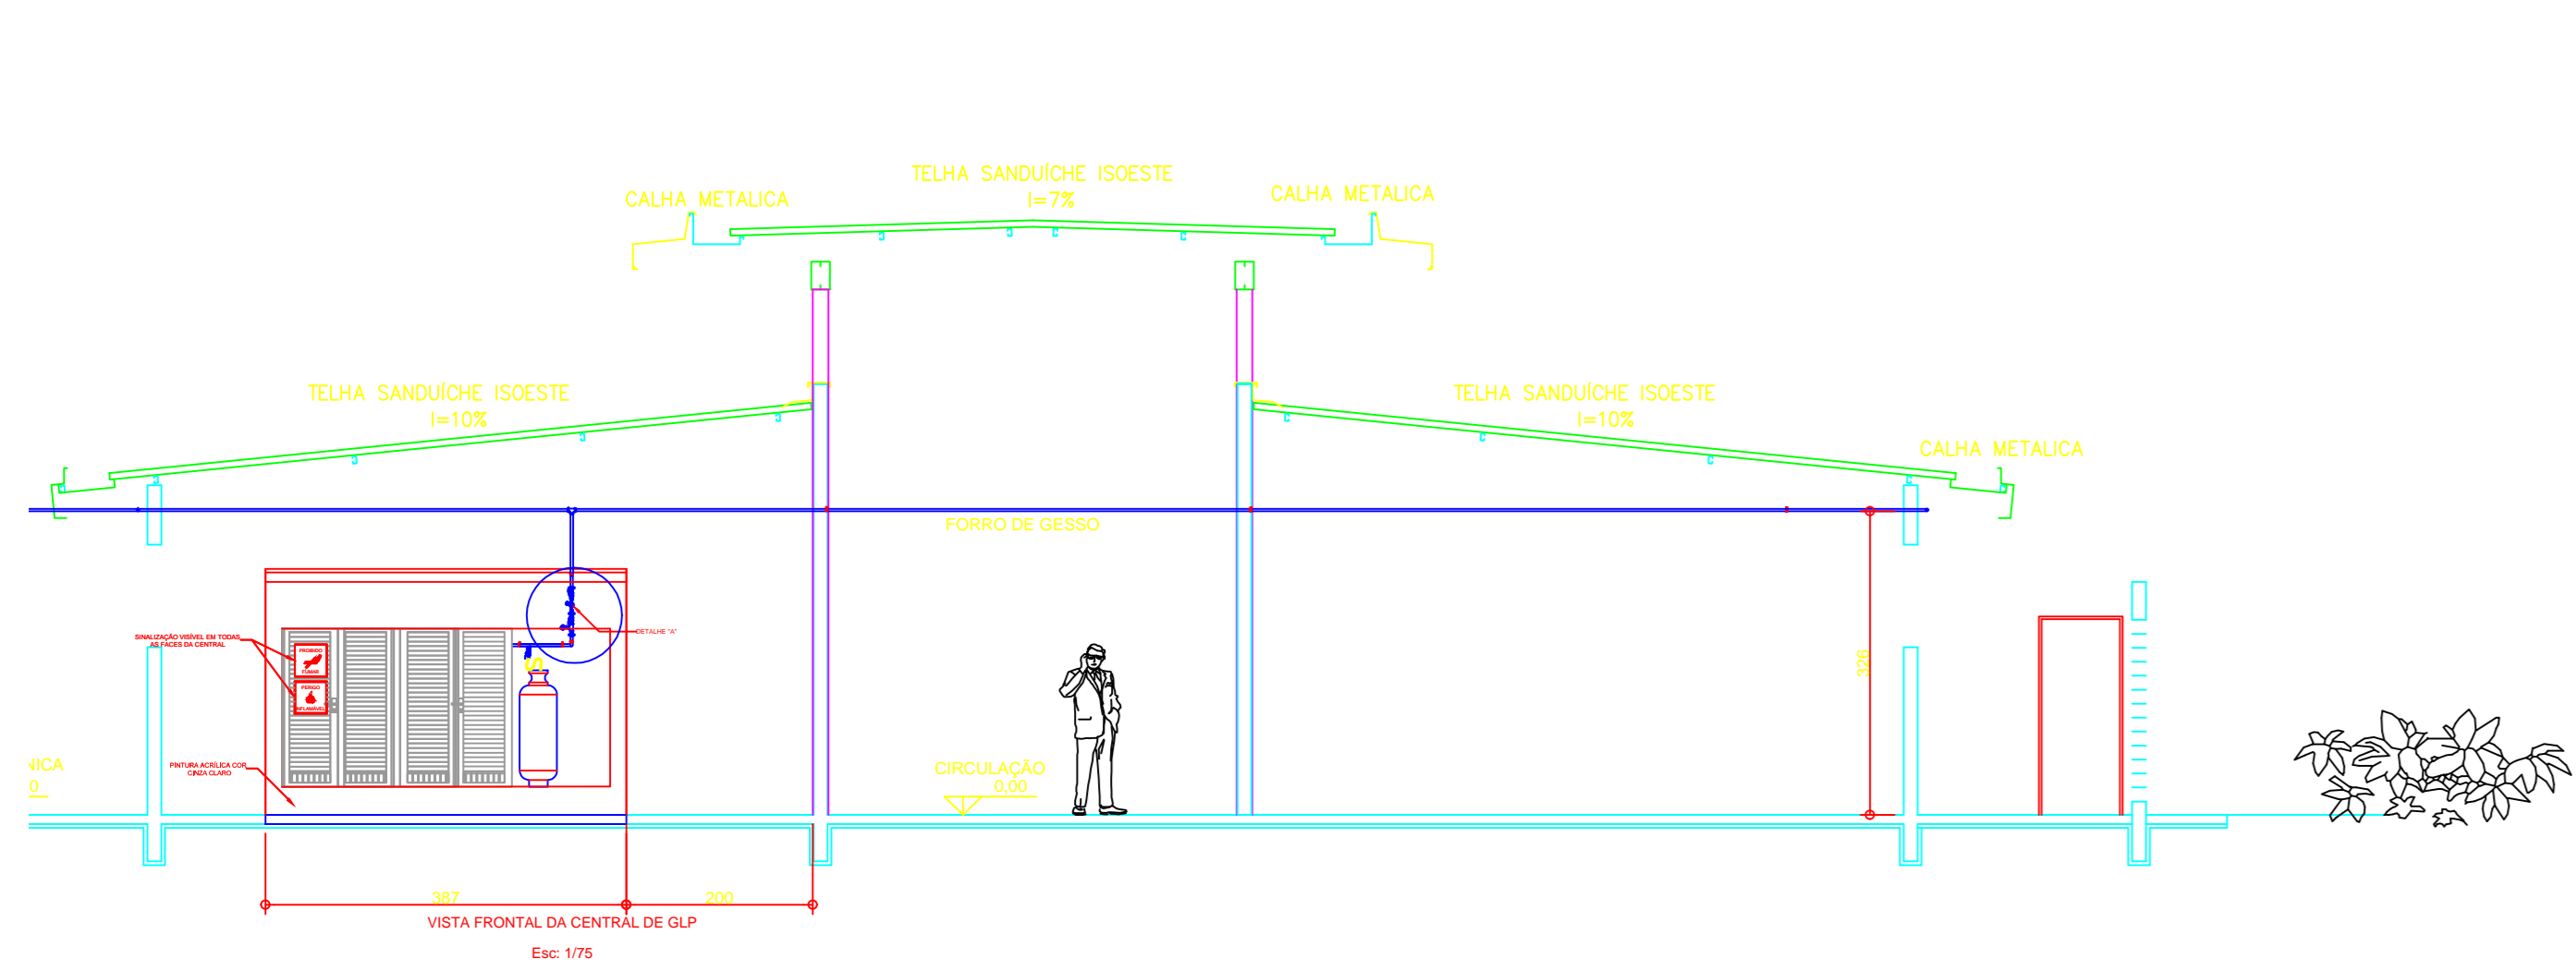 TELHA SANDUÍCHE ISOESTE
I=7%
CALHA METALICA
CALHA METALICA
TELHA SANDUÍCHE ISOESTE
I=10%
TELHA SANDUÍCHE ISOESTE
I=10%
CALHA METALICA
FORRO DE GESSO
SINALIZAÇÃO VISÍVEL EM TODAS
AS FACES DA CENTRAL
PROIBIDO
FUMAR
PERIGO
INFLAMÁVEL
DETALHE "A"
S
326
PINTURA ACRÍLICA COR
CINZA CLARO
NICA
0
CIRCULAÇÃO
0,00
387
200
VISTA FRONTAL DA CENTRAL DE GLP
Esc: 1/75